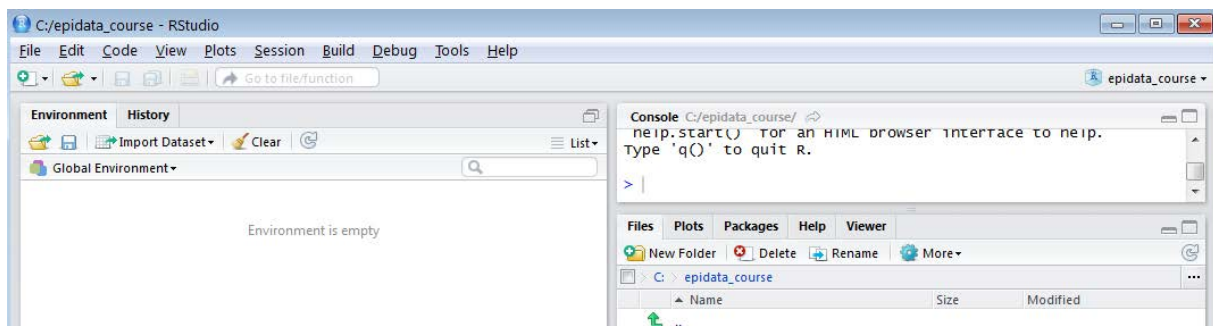 C:/epidata_course - RStudio
File Edit Code View Plots Session Build Debug Tools Help
Go to file/function
epidata_course
Environment History
Import Dataset Clear List
Global Environment
Environment is empty
Console C:/epidata_course/
'help.start()' for an HTML browser interface to help.
Type 'q()' to quit R.
>
Files Plots Packages Help Viewer
New Folder Delete Rename More
C: epidata_course
Name Size Modified
..